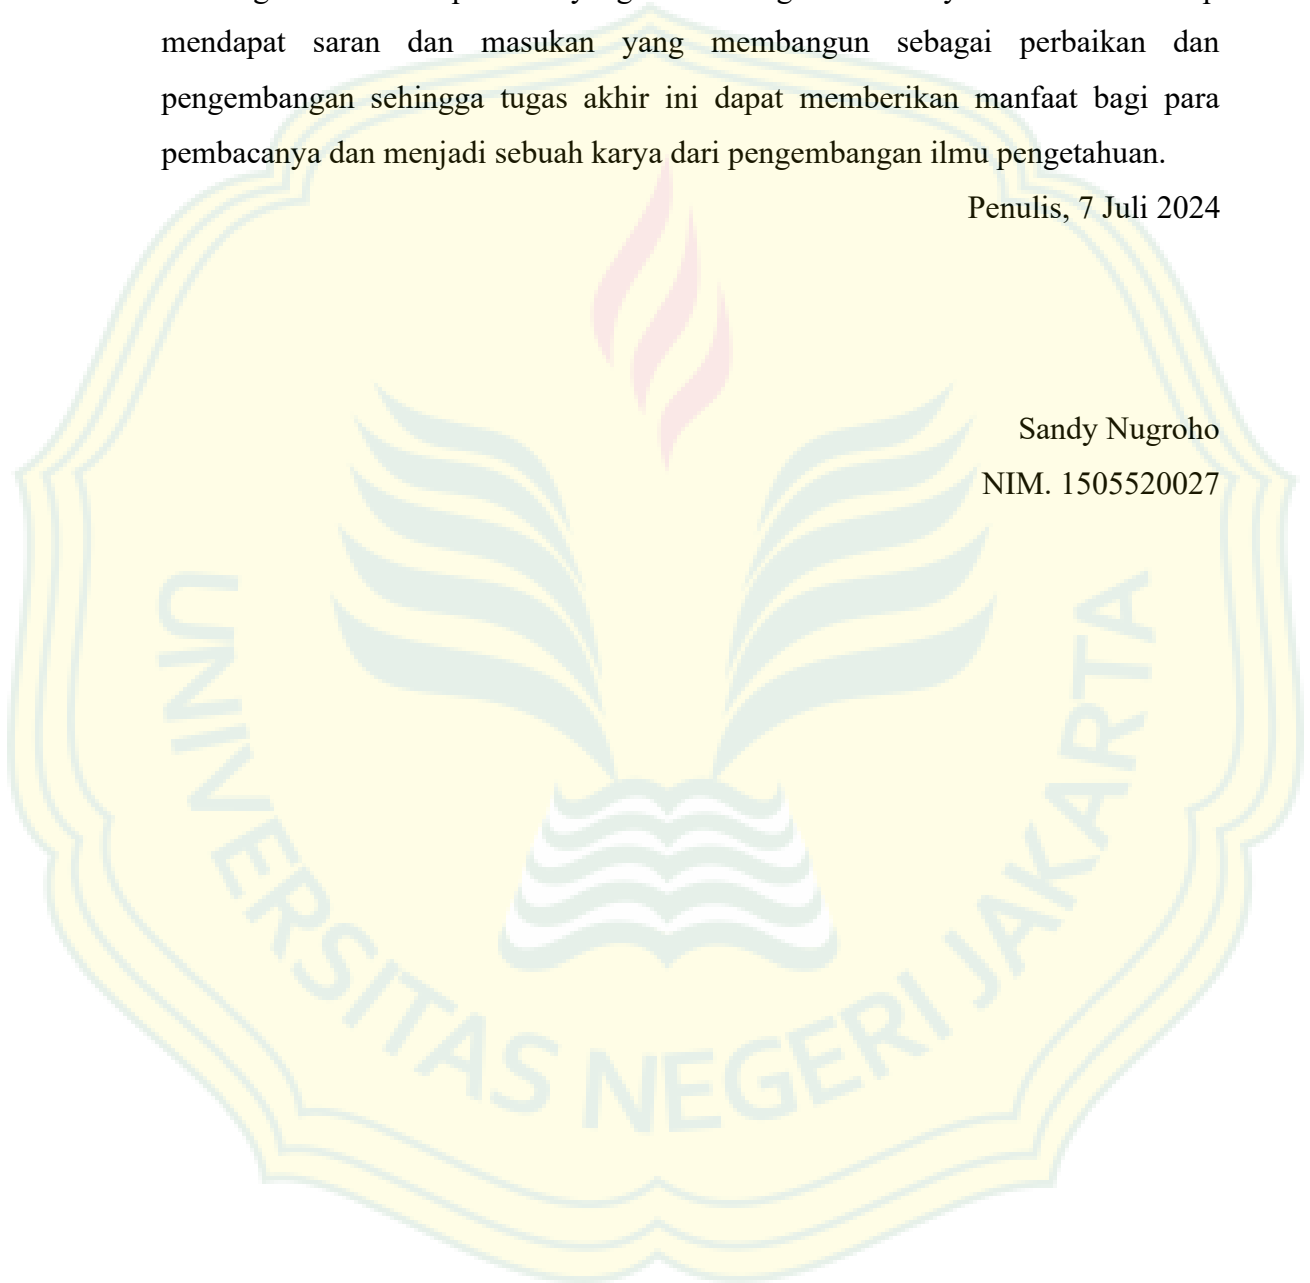 mendapat saran dan masukan yang membangun sebagai perbaikan dan
pengembangan sehingga tugas akhir ini dapat memberikan manfaat bagi para
pembacanya dan menjadi sebuah karya dari pengembangan ilmu pengetahuan.
Penulis, 7 Juli 2024
Sandy Nugroho
NIM. 1505520027
UNIVERSITAS NEGERI JAKARTA